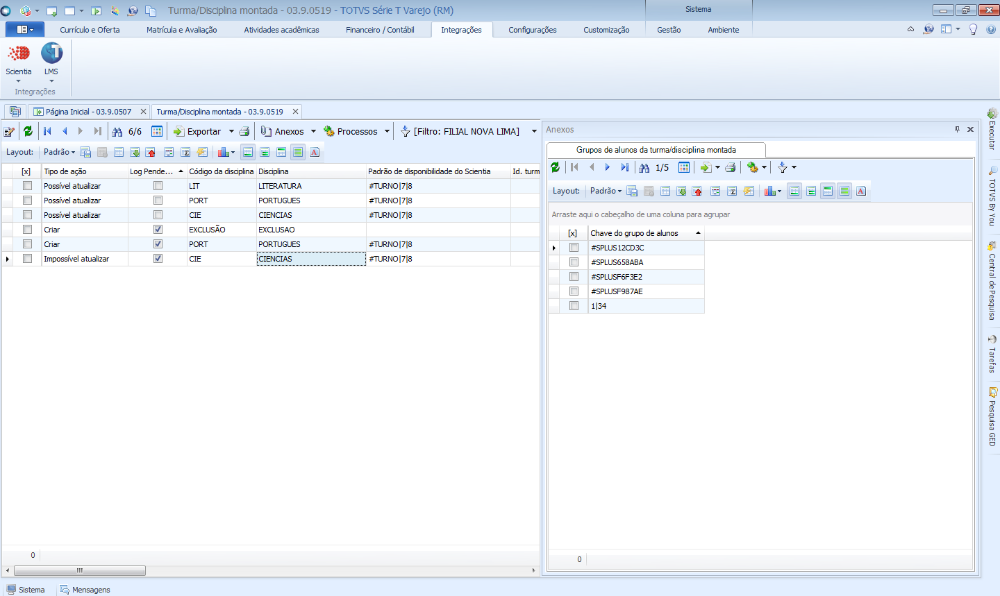 Turma/Disciplina montada - 03.9.0519 - TOTVS Série T Varejo (RM)
Sistema
Currículo e Oferta
Matrícula e Avaliação
Atividades acadêmicas
Financeiro / Contábil
Integrações
Configurações
Customização
Gestão
Ambiente
Scientia
LMS
Integrações
Página Inicial - 03.9.0507
Turma/Disciplina montada - 03.9.0519
6/6
Exportar
Anexos
Processos
[Filtro: FILIAL NOVA LIMA]
Layout:
Padrão
[x] Tipo de ação Log Pende... Código da disciplina Disciplina Padrão de disponibilidade do Scientia Id. turm
Possível atualizar LIT LITERATURA #TURNO|7|8
Possível atualizar PORT PORTUGUES #TURNO|7|8
Possível atualizar CIE CIENCIAS #TURNO|7|8
Criar EXCLUSÃO EXCLUSAO
Criar PORT PORTUGUES #TURNO|7|8
Impossível atualizar CIE CIENCIAS #TURNO|7|8
0
Anexos
Grupos de alunos da turma/disciplina montada
1/5
Layout:
Padrão
Arraste aqui o cabeçalho de uma coluna para agrupar
[x] Chave do grupo de alunos
#SPLUS12CD3C
#SPLUS658ABA
#SPLUSF6F3E2
#SPLUSF987AE
1|34
0
Executar
TOTVS By You
Central de Pesquisa
Tarefas
Pesquisa GED
Sistema
Mensagens